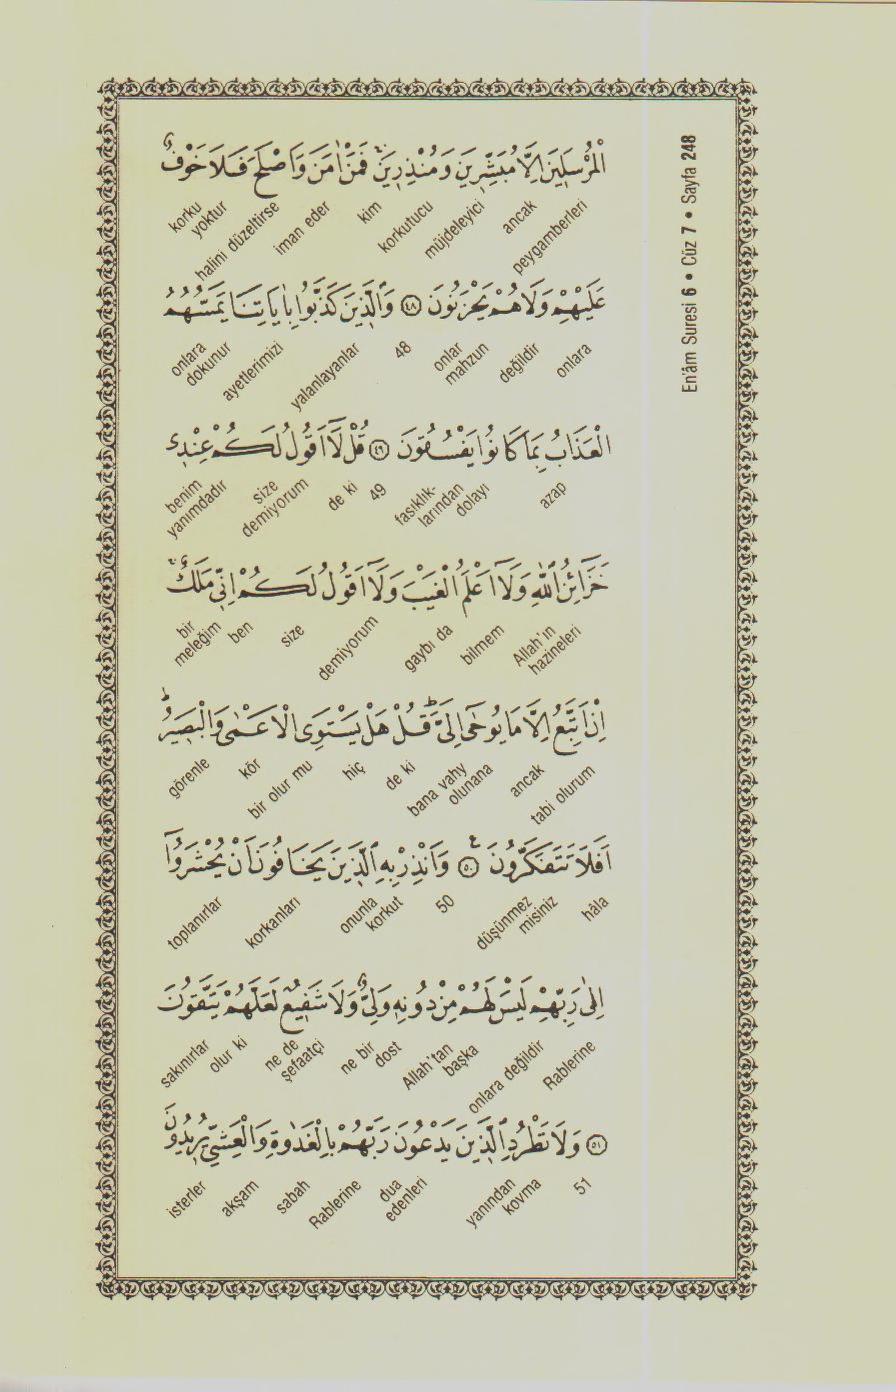 En'âm Suresi 6 • Cüz 7 • Sayfa 248
الْمُرْسَلِينَ اِلَّا مُبَشِّرِينَ وَمُنْذِرِينَۚ فَمَنْ اٰمَنَ وَاَصْلَحَ فَلَا خَوْفٌ
peygamberleri ancak müjdeleyici korkutucu kim iman eder halini düzeltirse yoktur korku
عَلَيْهِمْ وَلَا هُمْ يَحْزَنُونَ ﴿٤٨﴾ وَالَّذِينَ كَذَّبُوا بِاٰيَاتِنَا يَمَسُّهُمُ
onlara değildir onlar mahzun 48 yalanlayanlar ayetlerimizi dokunur onlara
الْعَذَابُ بِمَا كَانُوا يَفْسُقُونَ ﴿٤٩﴾ قُلْ لَٓا اَقُولُ لَكُمْ عِنْدِي
azap fasıklık-larından dolayı 49 de ki demiyorum size benim yanımdadır
خَزَٓائِنُ اللّٰهِ وَلَٓا اَعْلَمُ الْغَيْبَ وَلَٓا اَقُولُ لَكُمْ اِنِّي مَلَكٌۚ
Allah'ın hazineleri bilmem gaybı da demiyorum size ben bir meleğim
اِنْ اَتَّبِعُ اِلَّا مَا يُوحٰٓى اِلَيَّۜ قُلْ هَلْ يَسْتَوِي الْاَعْمٰى وَالْبَصِيرُۜ
tabi olurum ancak bana vahy olunana de ki hiç bir olur mu kör görenle
اَفَلَا تَتَفَكَّرُونَ ﴿٥٠﴾ وَاَنْذِرْ بِهِ الَّذِينَ يَخَافُونَ اَنْ يُحْشَرُٓوا
hâla düşünmez misiniz 50 onunla korkut korkanları toplanırlar
اِلٰى رَبِّهِمْ لَيْسَ لَهُمْ مِنْ دُونِهٖ وَلِيٌّ وَلَا شَفِيعٌ لَعَلَّهُمْ يَتَّقُونَ
Rablerine onlara değildir Allah'tan başka ne bir dost ne de şefaatçi olur ki sakınırlar
﴿٥١﴾ وَلَا تَطْرُدِ الَّذِينَ يَدْعُونَ رَبَّهُمْ بِالْغَدٰوةِ وَالْعَشِيِّ يُرِيدُونَ
51 yanından kovma dua edenleri Rablerine sabah akşam isterler